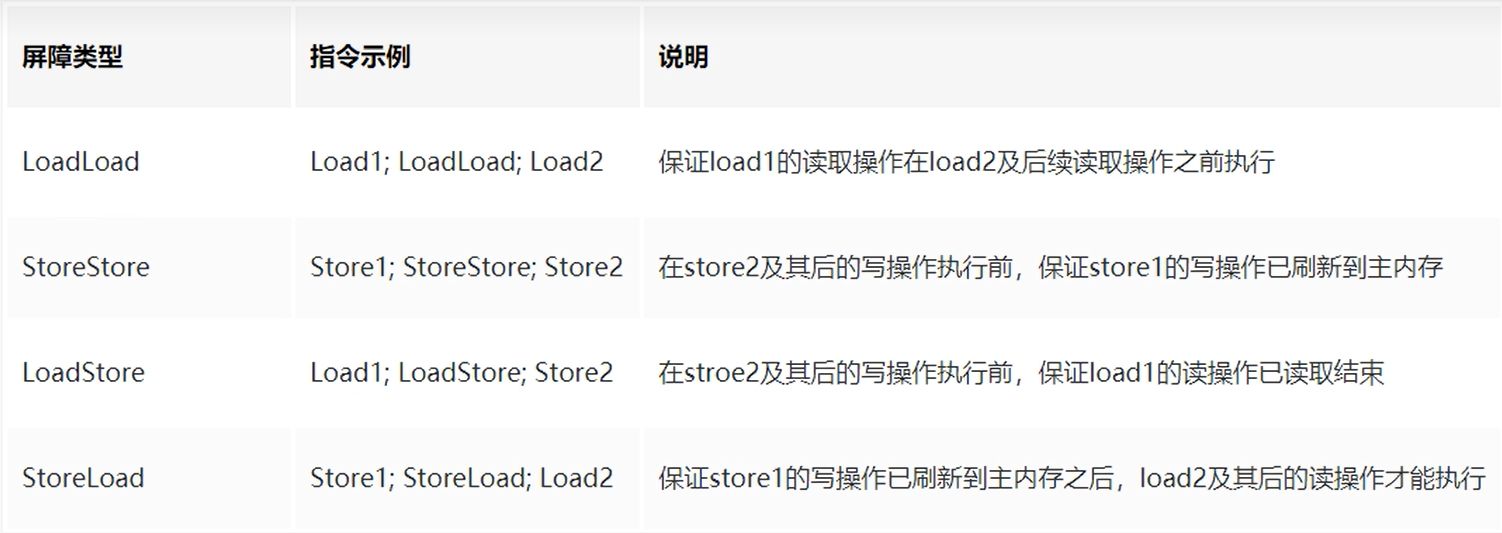 屏障类型 指令示例 说明
LoadLoad Load1; LoadLoad; Load2 保证load1的读取操作在load2及后续读取操作之前执行
StoreStore Store1; StoreStore; Store2 在store2及其后的写操作执行前，保证store1的写操作已刷新到主内存
LoadStore Load1; LoadStore; Store2 在stroe2及其后的写操作执行前，保证load1的读操作已读取结束
StoreLoad Store1; StoreLoad; Load2 保证store1的写操作已刷新到主内存之后，load2及其后的读操作才能执行